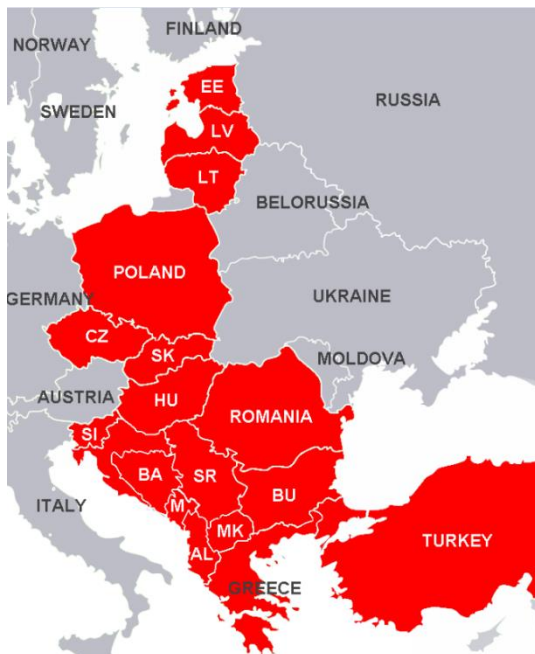 FINLAND
NORWAY
EE
SWEDEN
RUSSIA
LV
LT
BELORUSSIA
POLAND
GERMANY
UKRAINE
CZ
SK
MOLDOVA
AUSTRIA
HU
ROMANIA
SI
BA
SR
BU
ITALY
M
MK
TURKEY
AL
GREECE